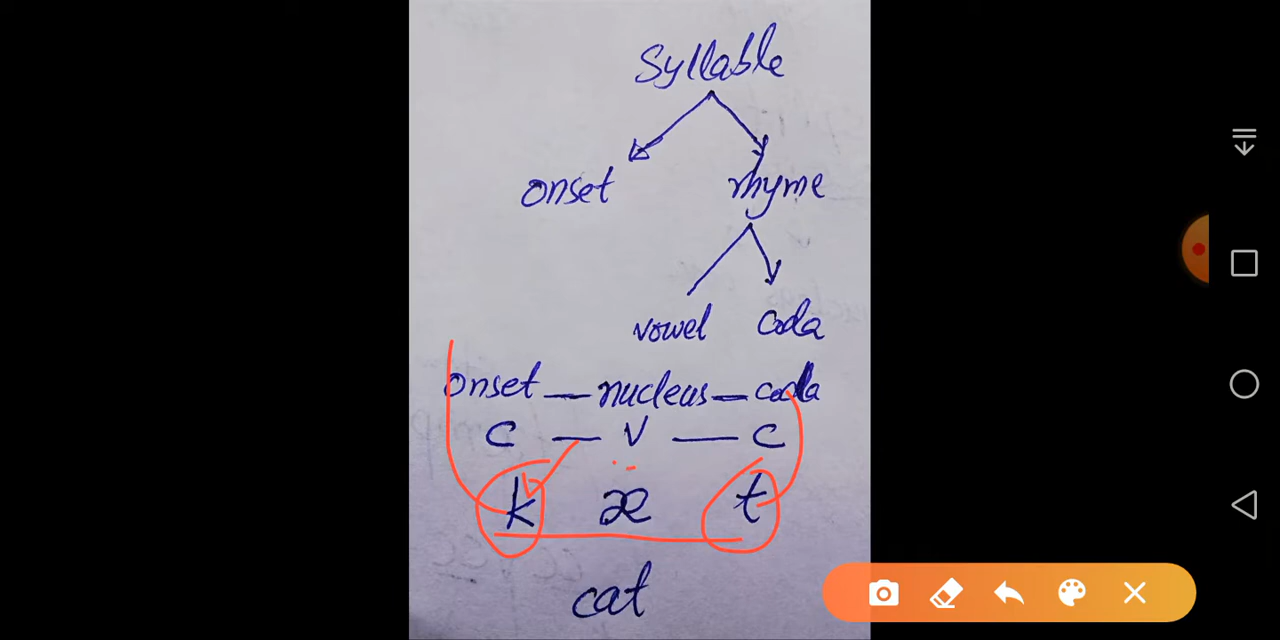 Syllable
onset rhyme
vowel coda
onset — nucleus — coda
C — V — C
k æ t
cat